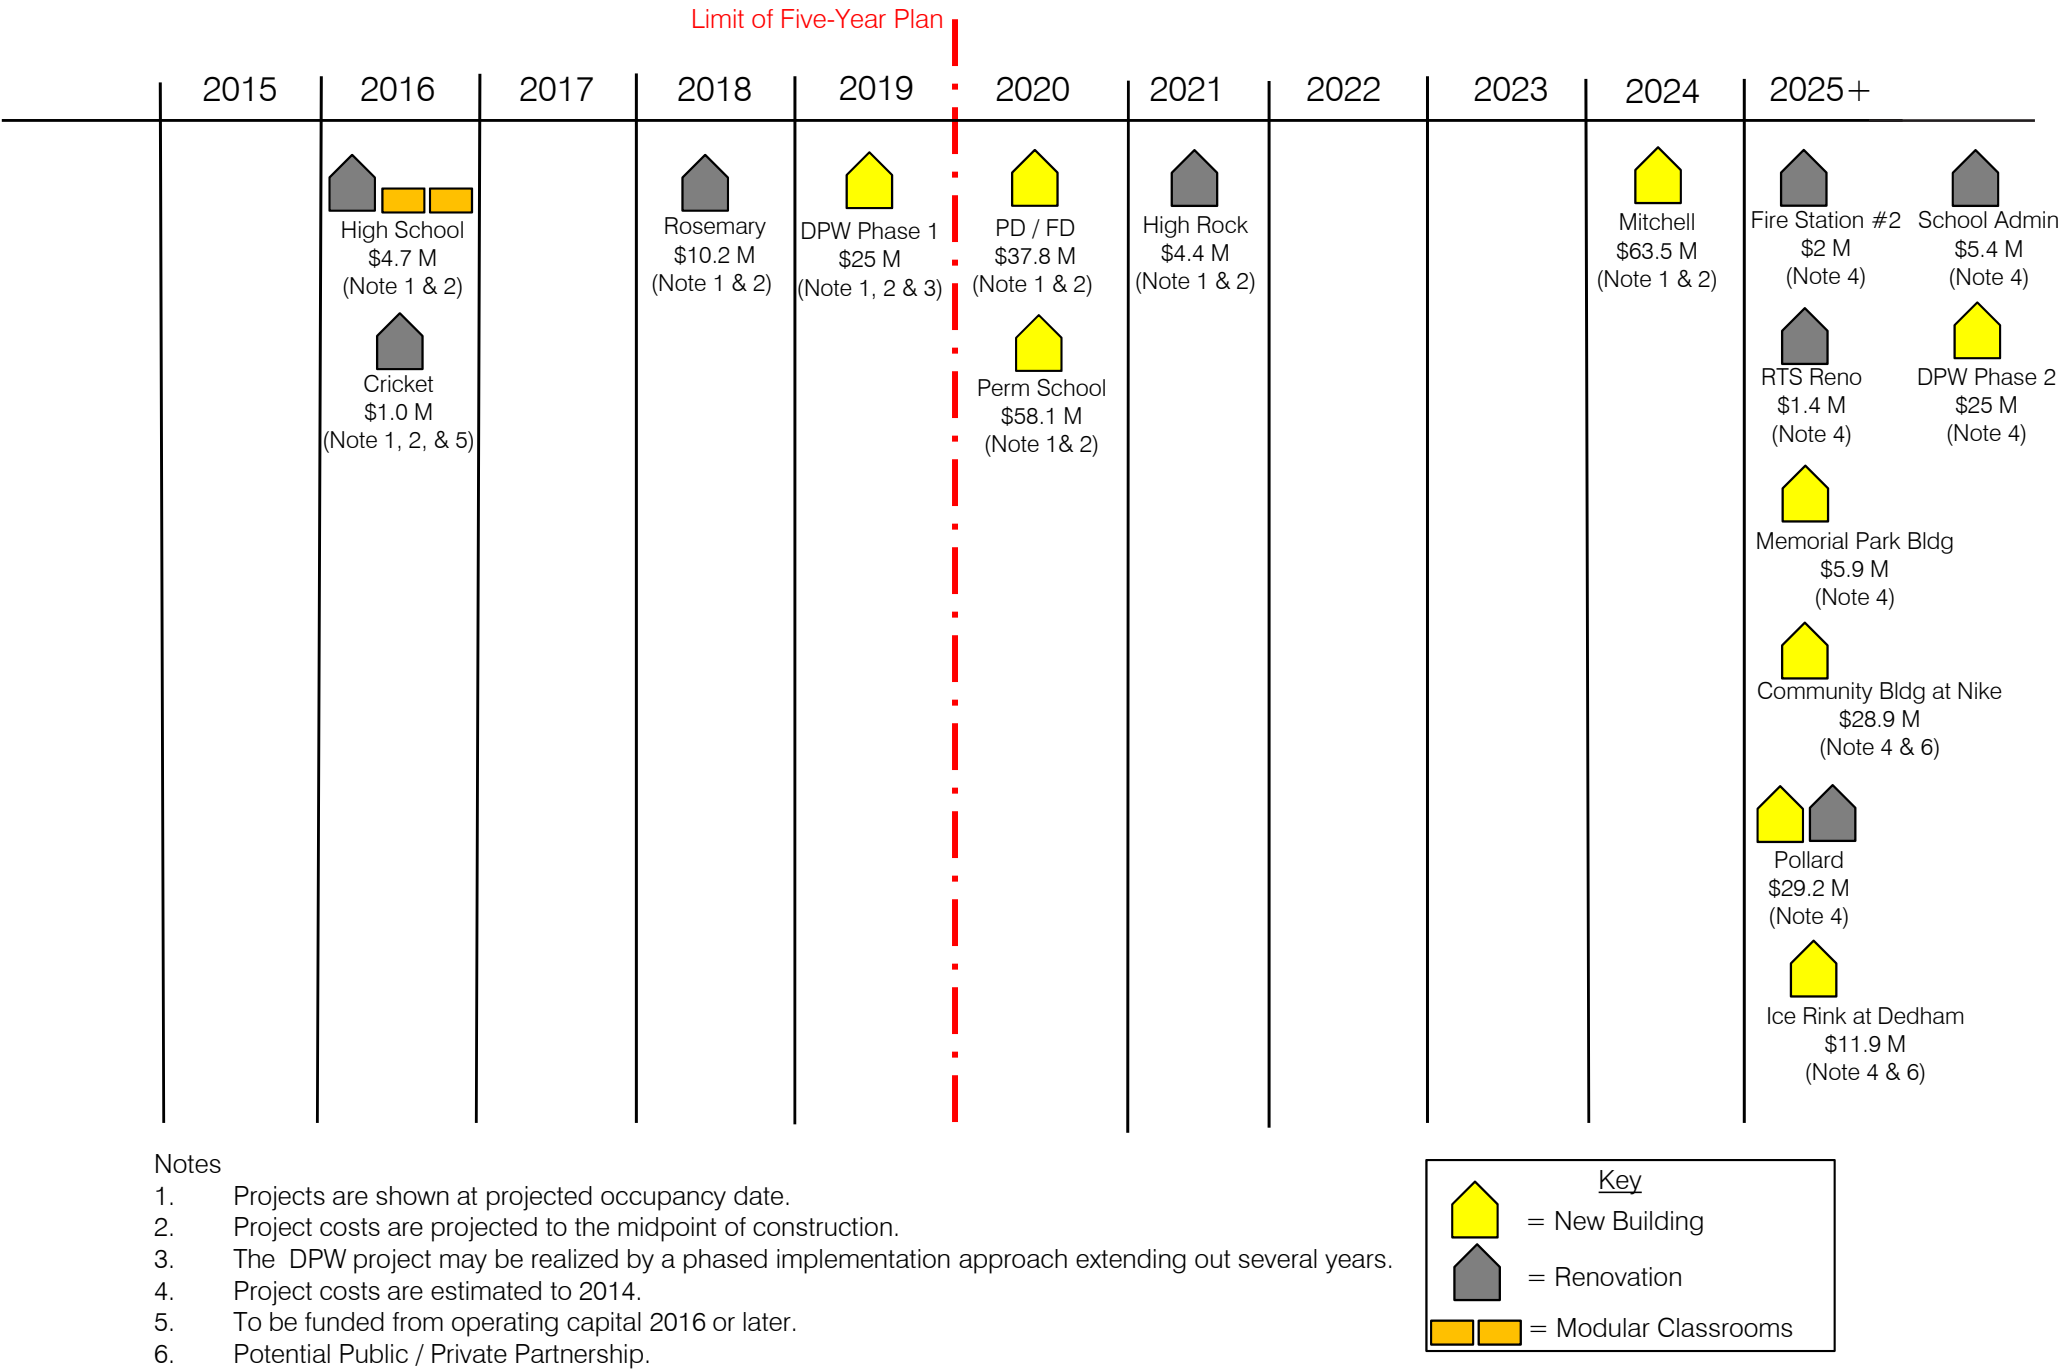 Limit of Five-Year Plan
2015 2016 2017 2018 2019 2020 2021 2022 2023 2024 2025+
High School
$4.7 M
(Note 1 & 2)
Cricket
$1.0 M
(Note 1, 2, & 5)
Rosemary
$10.2 M
(Note 1 & 2)
DPW Phase 1
$25 M
(Note 1, 2 & 3)
PD / FD
$37.8 M
(Note 1 & 2)
Perm School
$58.1 M
(Note 1& 2)
High Rock
$4.4 M
(Note 1 & 2)
Mitchell
$63.5 M
(Note 1 & 2)
Fire Station #2
$2 M
(Note 4)
School Admin
$5.4 M
(Note 4)
RTS Reno
$1.4 M
(Note 4)
DPW Phase 2
$25 M
(Note 4)
Memorial Park Bldg
$5.9 M
(Note 4)
Community Bldg at Nike
$28.9 M
(Note 4 & 6)
Pollard
$29.2 M
(Note 4)
Ice Rink at Dedham
$11.9 M
(Note 4 & 6)
Notes
1. Projects are shown at projected occupancy date.
2. Project costs are projected to the midpoint of construction.
3. The DPW project may be realized by a phased implementation approach extending out several years.
4. Project costs are estimated to 2014.
5. To be funded from operating capital 2016 or later.
6. Potential Public / Private Partnership.
Key
= New Building
= Renovation
= Modular Classrooms